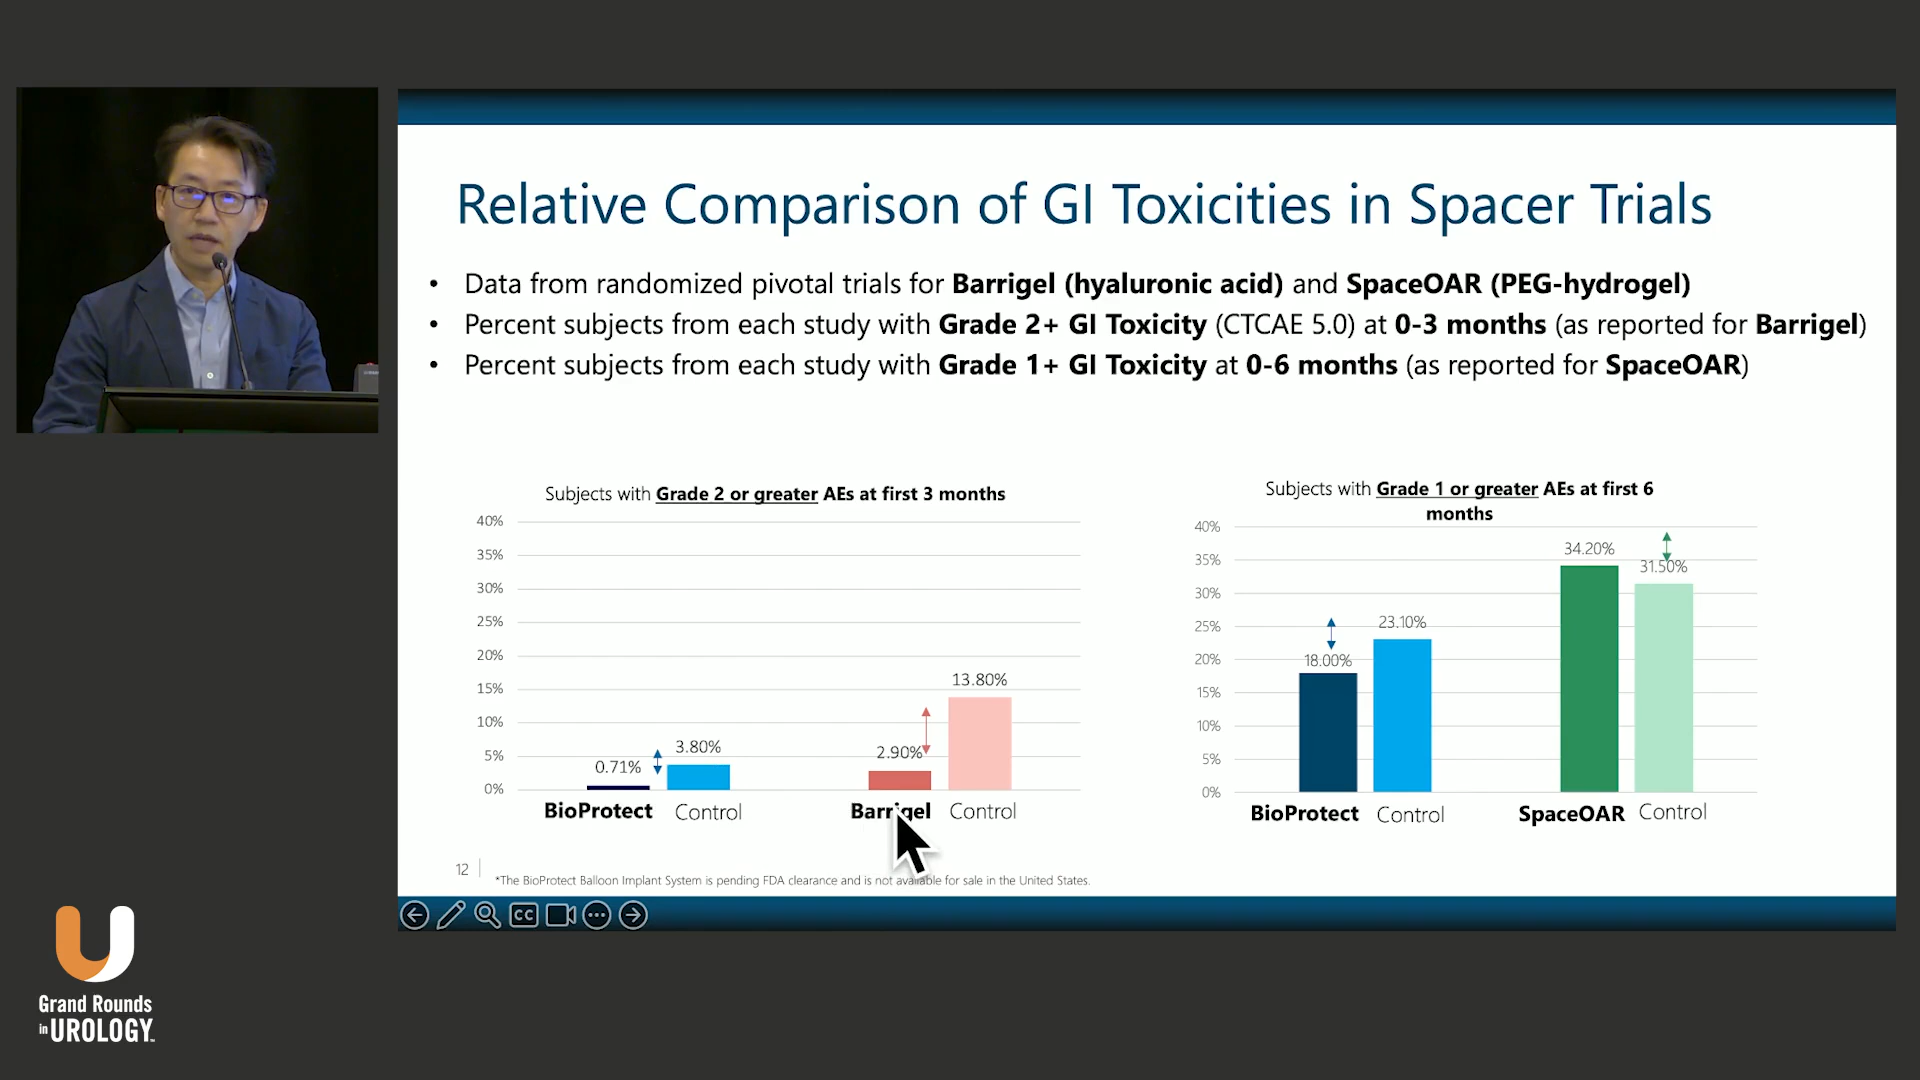 Relative Comparison of GI Toxicities in Spacer Trials
• Data from randomized pivotal trials for Barrigel (hyaluronic acid) and SpaceOAR (PEG-hydrogel)
• Percent subjects from each study with Grade 2+ GI Toxicity (CTCAE 5.0) at 0-3 months (as reported for Barrigel)
• Percent subjects from each study with Grade 1+ GI Toxicity at 0-6 months (as reported for SpaceOAR)
Subjects with Grade 2 or greater AEs at first 3 months
40%
35%
30%
25%
20%
15%
10%
5%
0%
0.71%
3.80%
2.90%
13.80%
BioProtect
Control
Barrigel
Control
Subjects with Grade 1 or greater AEs at first 6
months
40%
35%
30%
25%
20%
15%
10%
5%
0%
18.00%
23.10%
34.20%
31.50%
BioProtect
Control
SpaceOAR
Control
12
*The BioProtect Balloon Implant System is pending FDA clearance and is not available for sale in the United States.
CC
Grand Rounds
in UROLOGY™